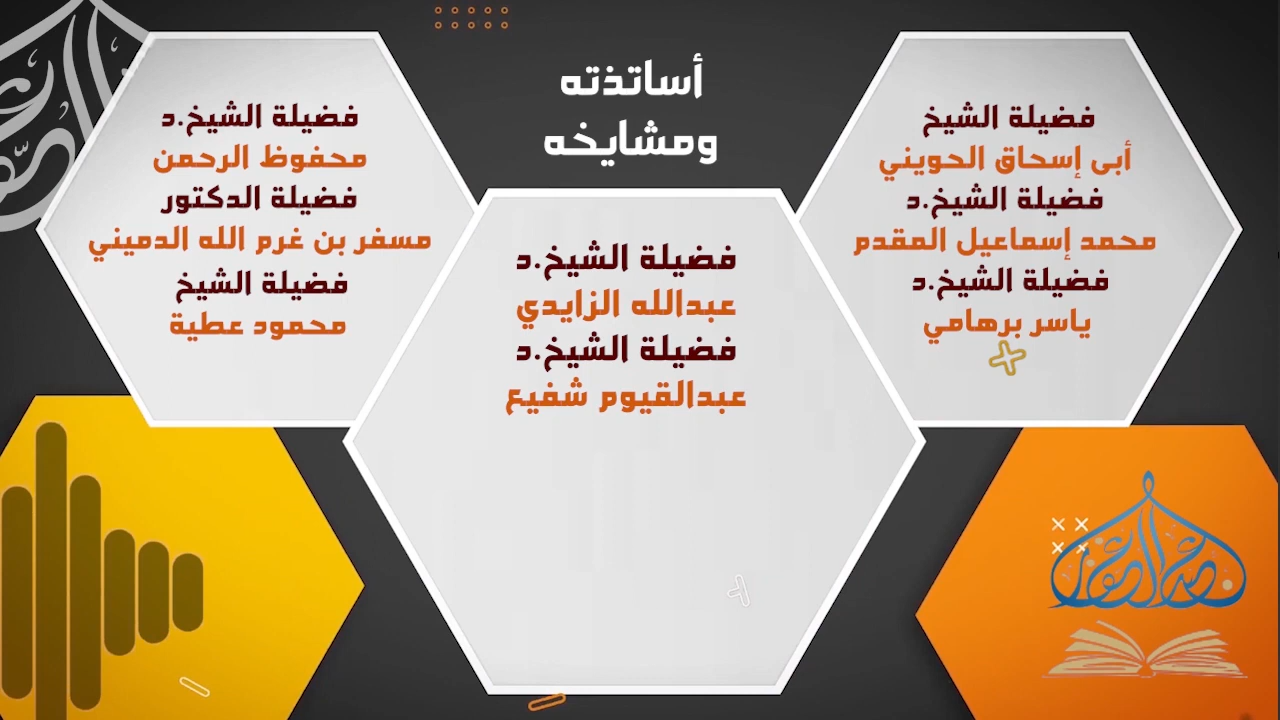 أساتذته
ومشايخه
فضيلة الشيخ
أبى إسحاق الحويني
فضيلة الشيخ.د
محمد إسماعيل المقدم
فضيلة الشيخ.د
ياسر برهامي
فضيلة الشيخ.د
عبدالله الزايدي
فضيلة الشيخ.د
عبدالقيوم شفيع
فضيلة الشيخ.د
محفوظ الرحمن
فضيلة الدكتور
مسفر بن غرم الله الدميني
فضيلة الشيخ
محمود عطية